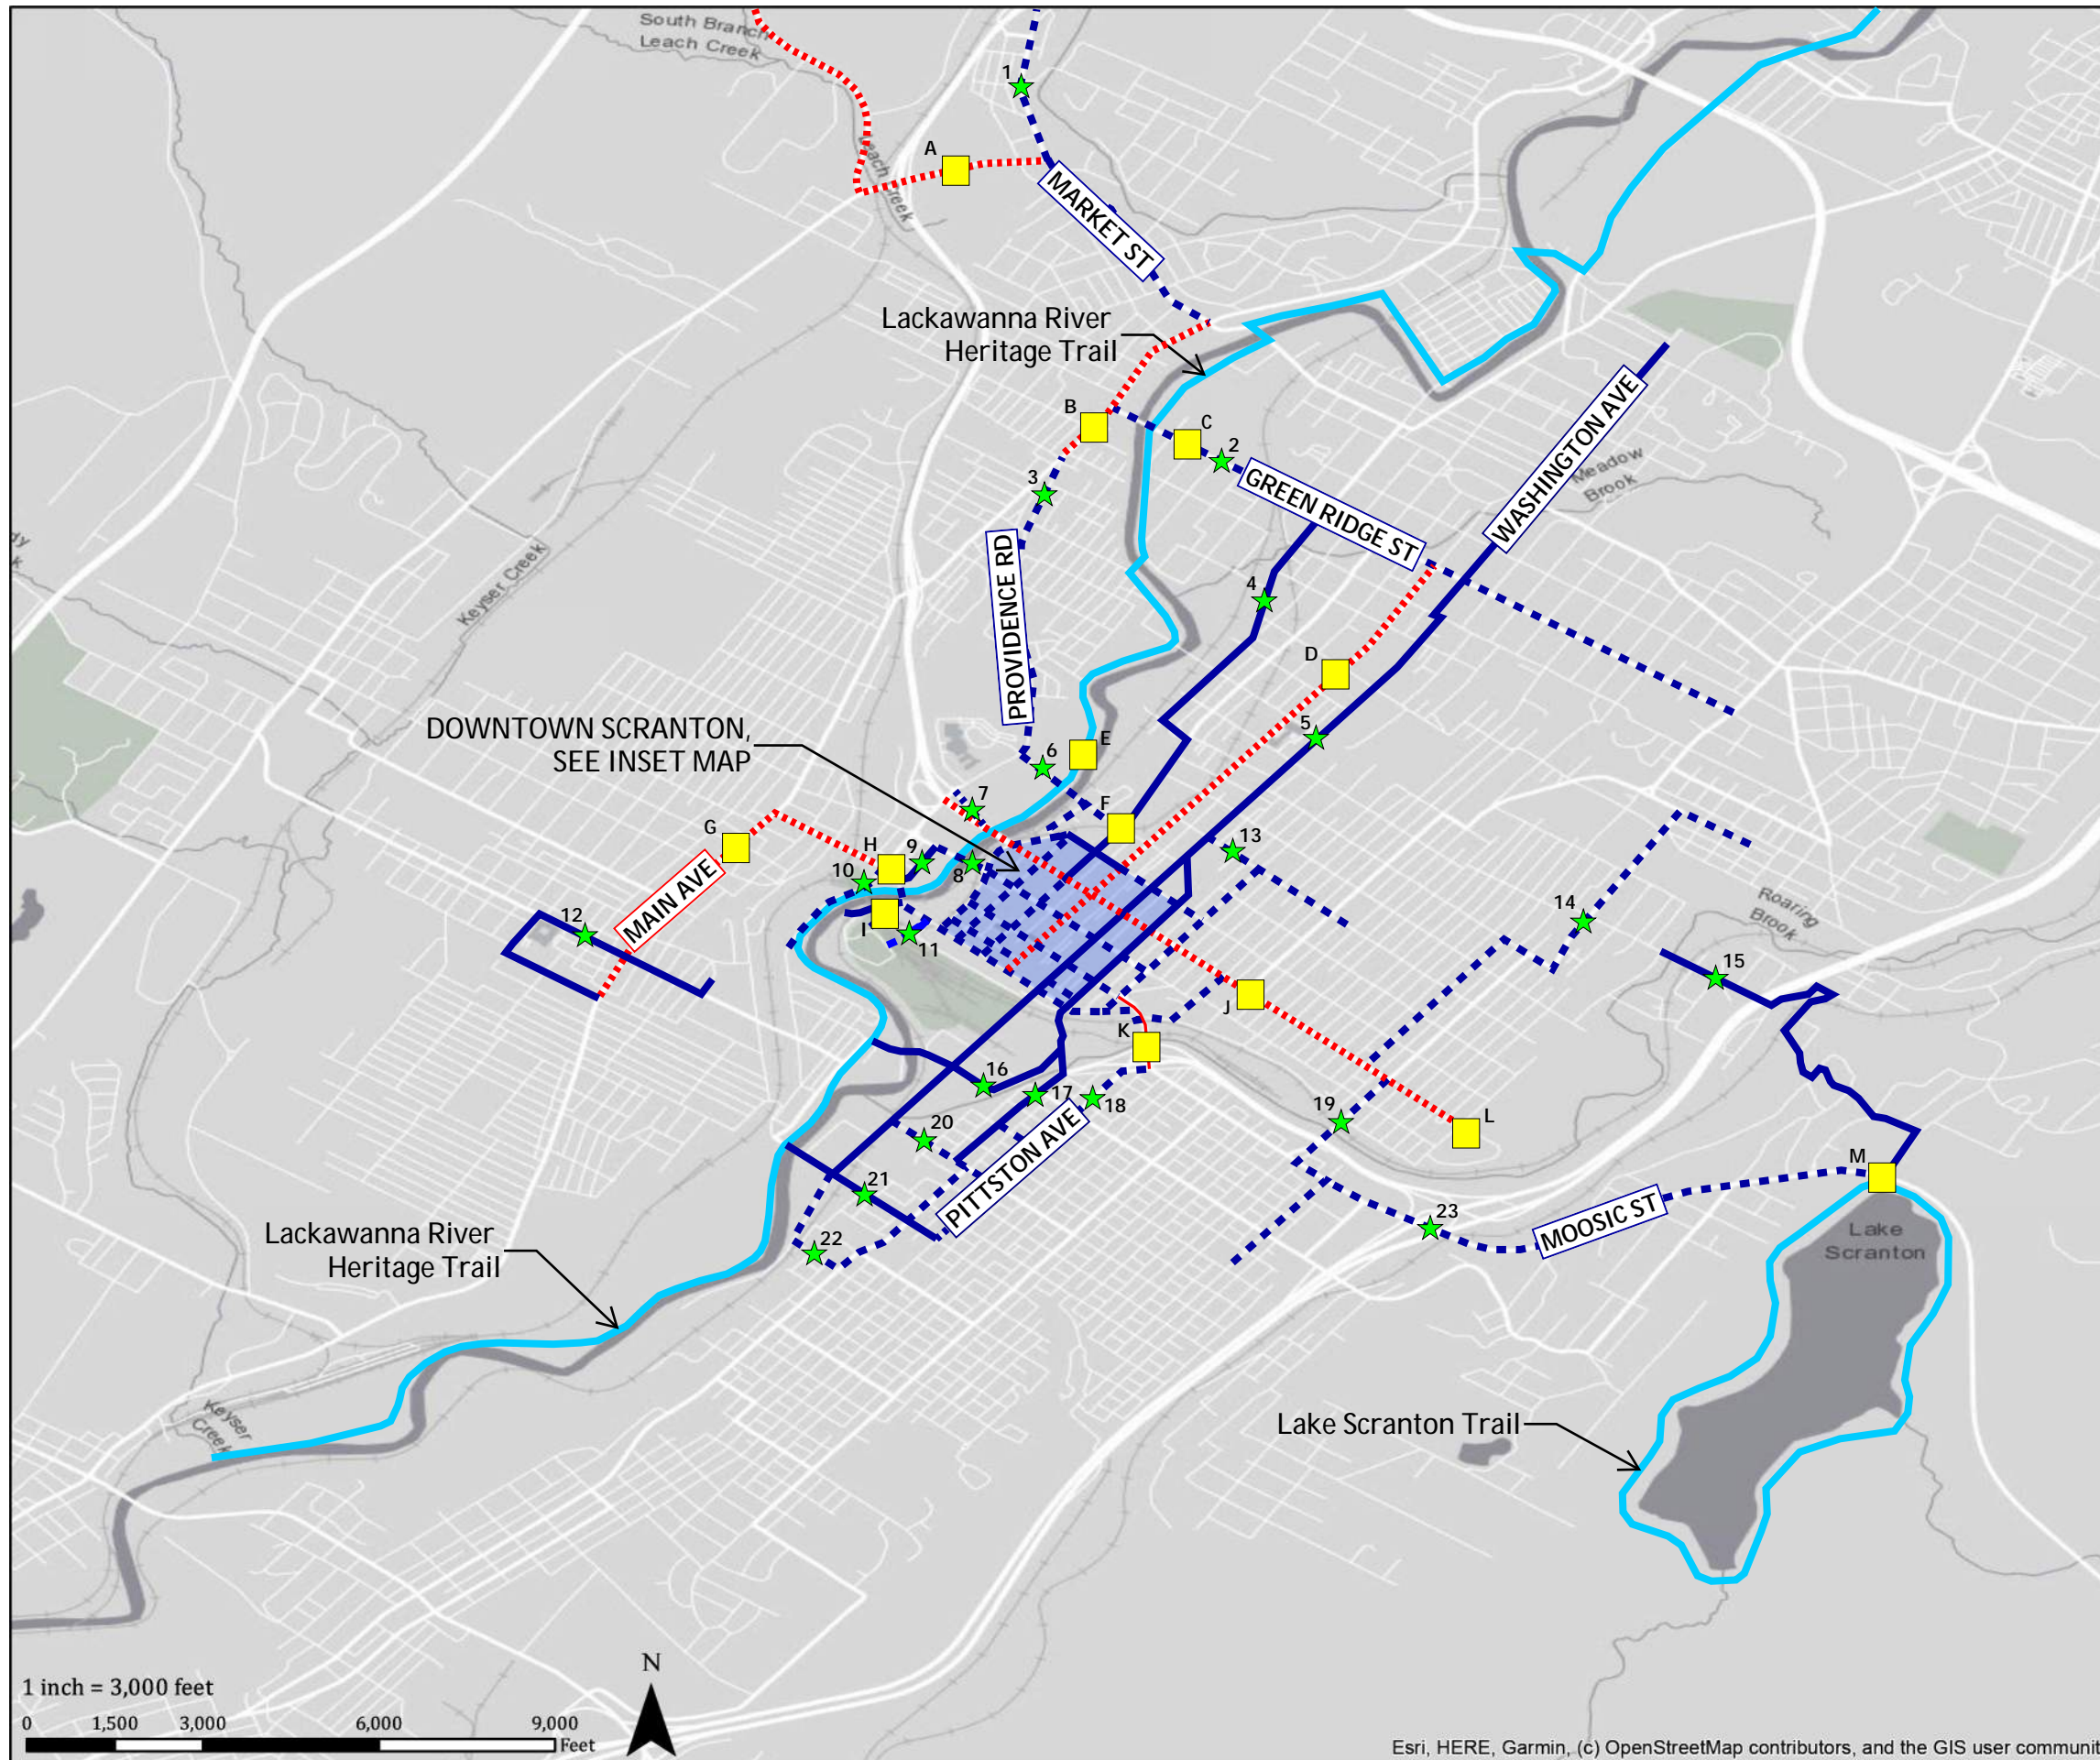 South Branch
Leach Creek
1
A
Leach Creek
MARKET ST
Lackawanna River
Heritage Trail
B
C
2
3
GREEN RIDGE ST
WASHINGTON AVE
Meadow
Brook
Keyser Creek
PROVIDENCE RD
4
D
5
DOWNTOWN SCRANTON,
SEE INSET MAP
E
6
7
F
G
H
9
8
10
13
MAIN AVE
12
I
11
14
Roaring
Brook
15
J
K
16
17
18
19
L
20
M
PITTSTON AVE
21
22
23
MOOSIC ST
Lake
Scranton
Lackawanna River
Heritage Trail
Keyser
Creek
Lake Scranton Trail
N
1 inch = 3,000 feet
0 1,500 3,000 6,000 9,000
Feet
Esri, HERE, Garmin, (c) OpenStreetMap contributors, and the GIS user communi